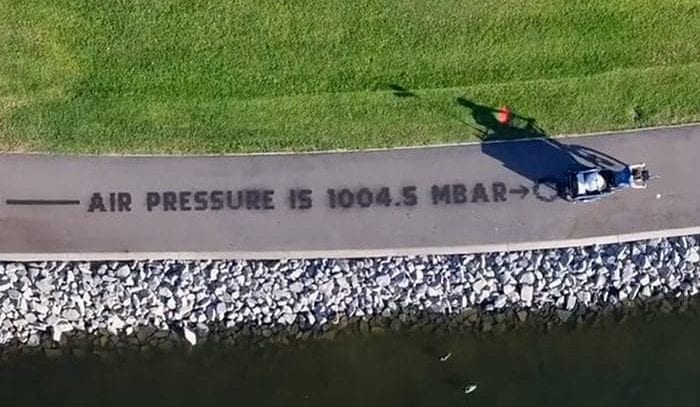 AIR PRESSURE IS 1004.5 MBAR→